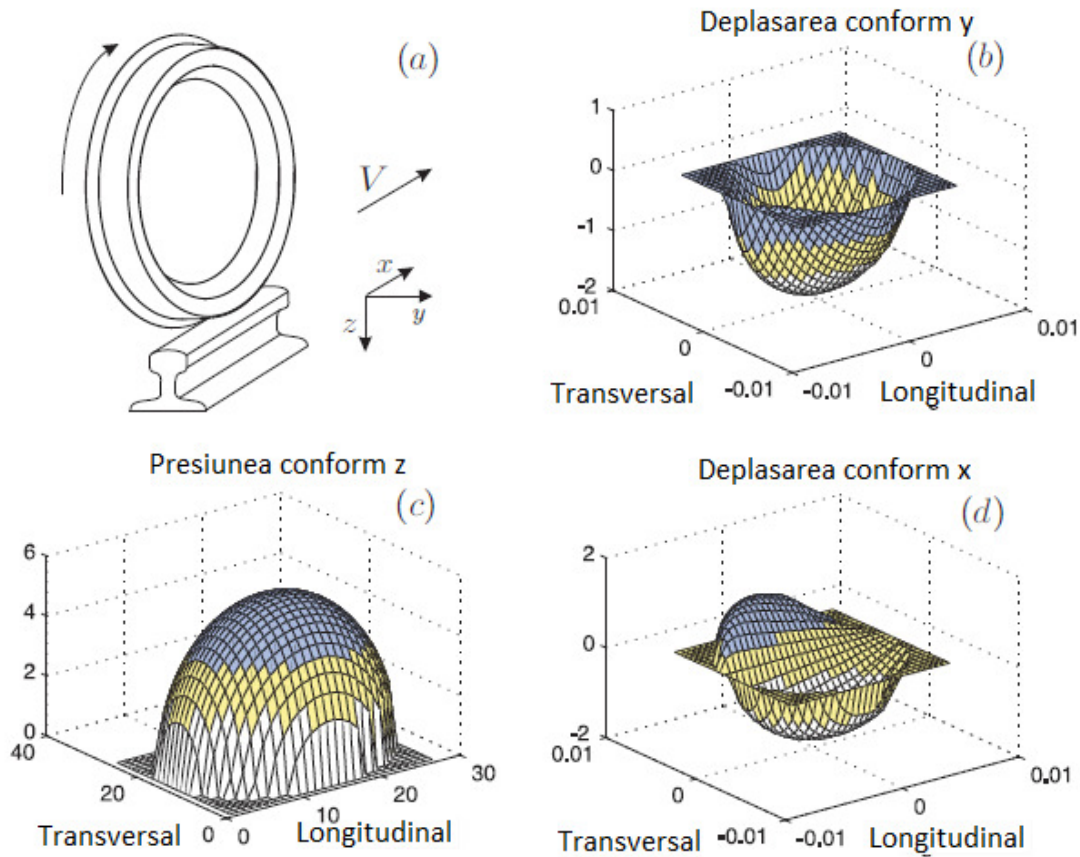 (a)
V
x
y
z
Deplasarea conform y
(b)
1
0
-1
-2
0.01
0
-0.01
-0.01
0
0.01
Transversal
Longitudinal
Presiunea conform z
(c)
6
4
2
0
40
20
0
0
10
20
30
Transversal
Longitudinal
Deplasarea conform x
(d)
2
0
-2
0.01
0
-0.01
-0.01
0
0.01
Transversal
Longitudinal